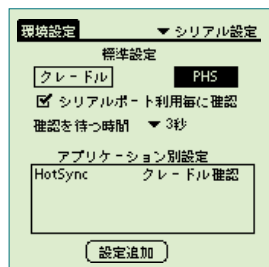 環境設定 ▼ シリアル設定
標準設定
クレードル PHS
シリアルポート利用毎に確認
確認を待つ時間 ▼ 3秒
アプリケーション別設定
HotSync クレードル確認
設定追加